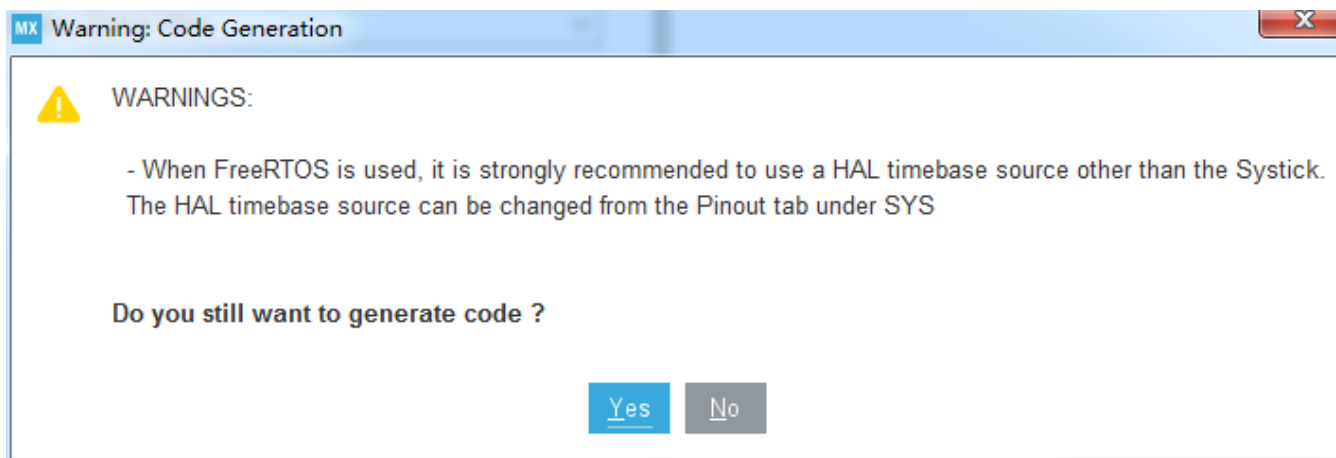 MX Warning: Code Generation
X
WARNINGS:
- When FreeRTOS is used, it is strongly recommended to use a HAL timebase source other than the Systick.
The HAL timebase source can be changed from the Pinout tab under SYS
Do you still want to generate code ?
Yes No